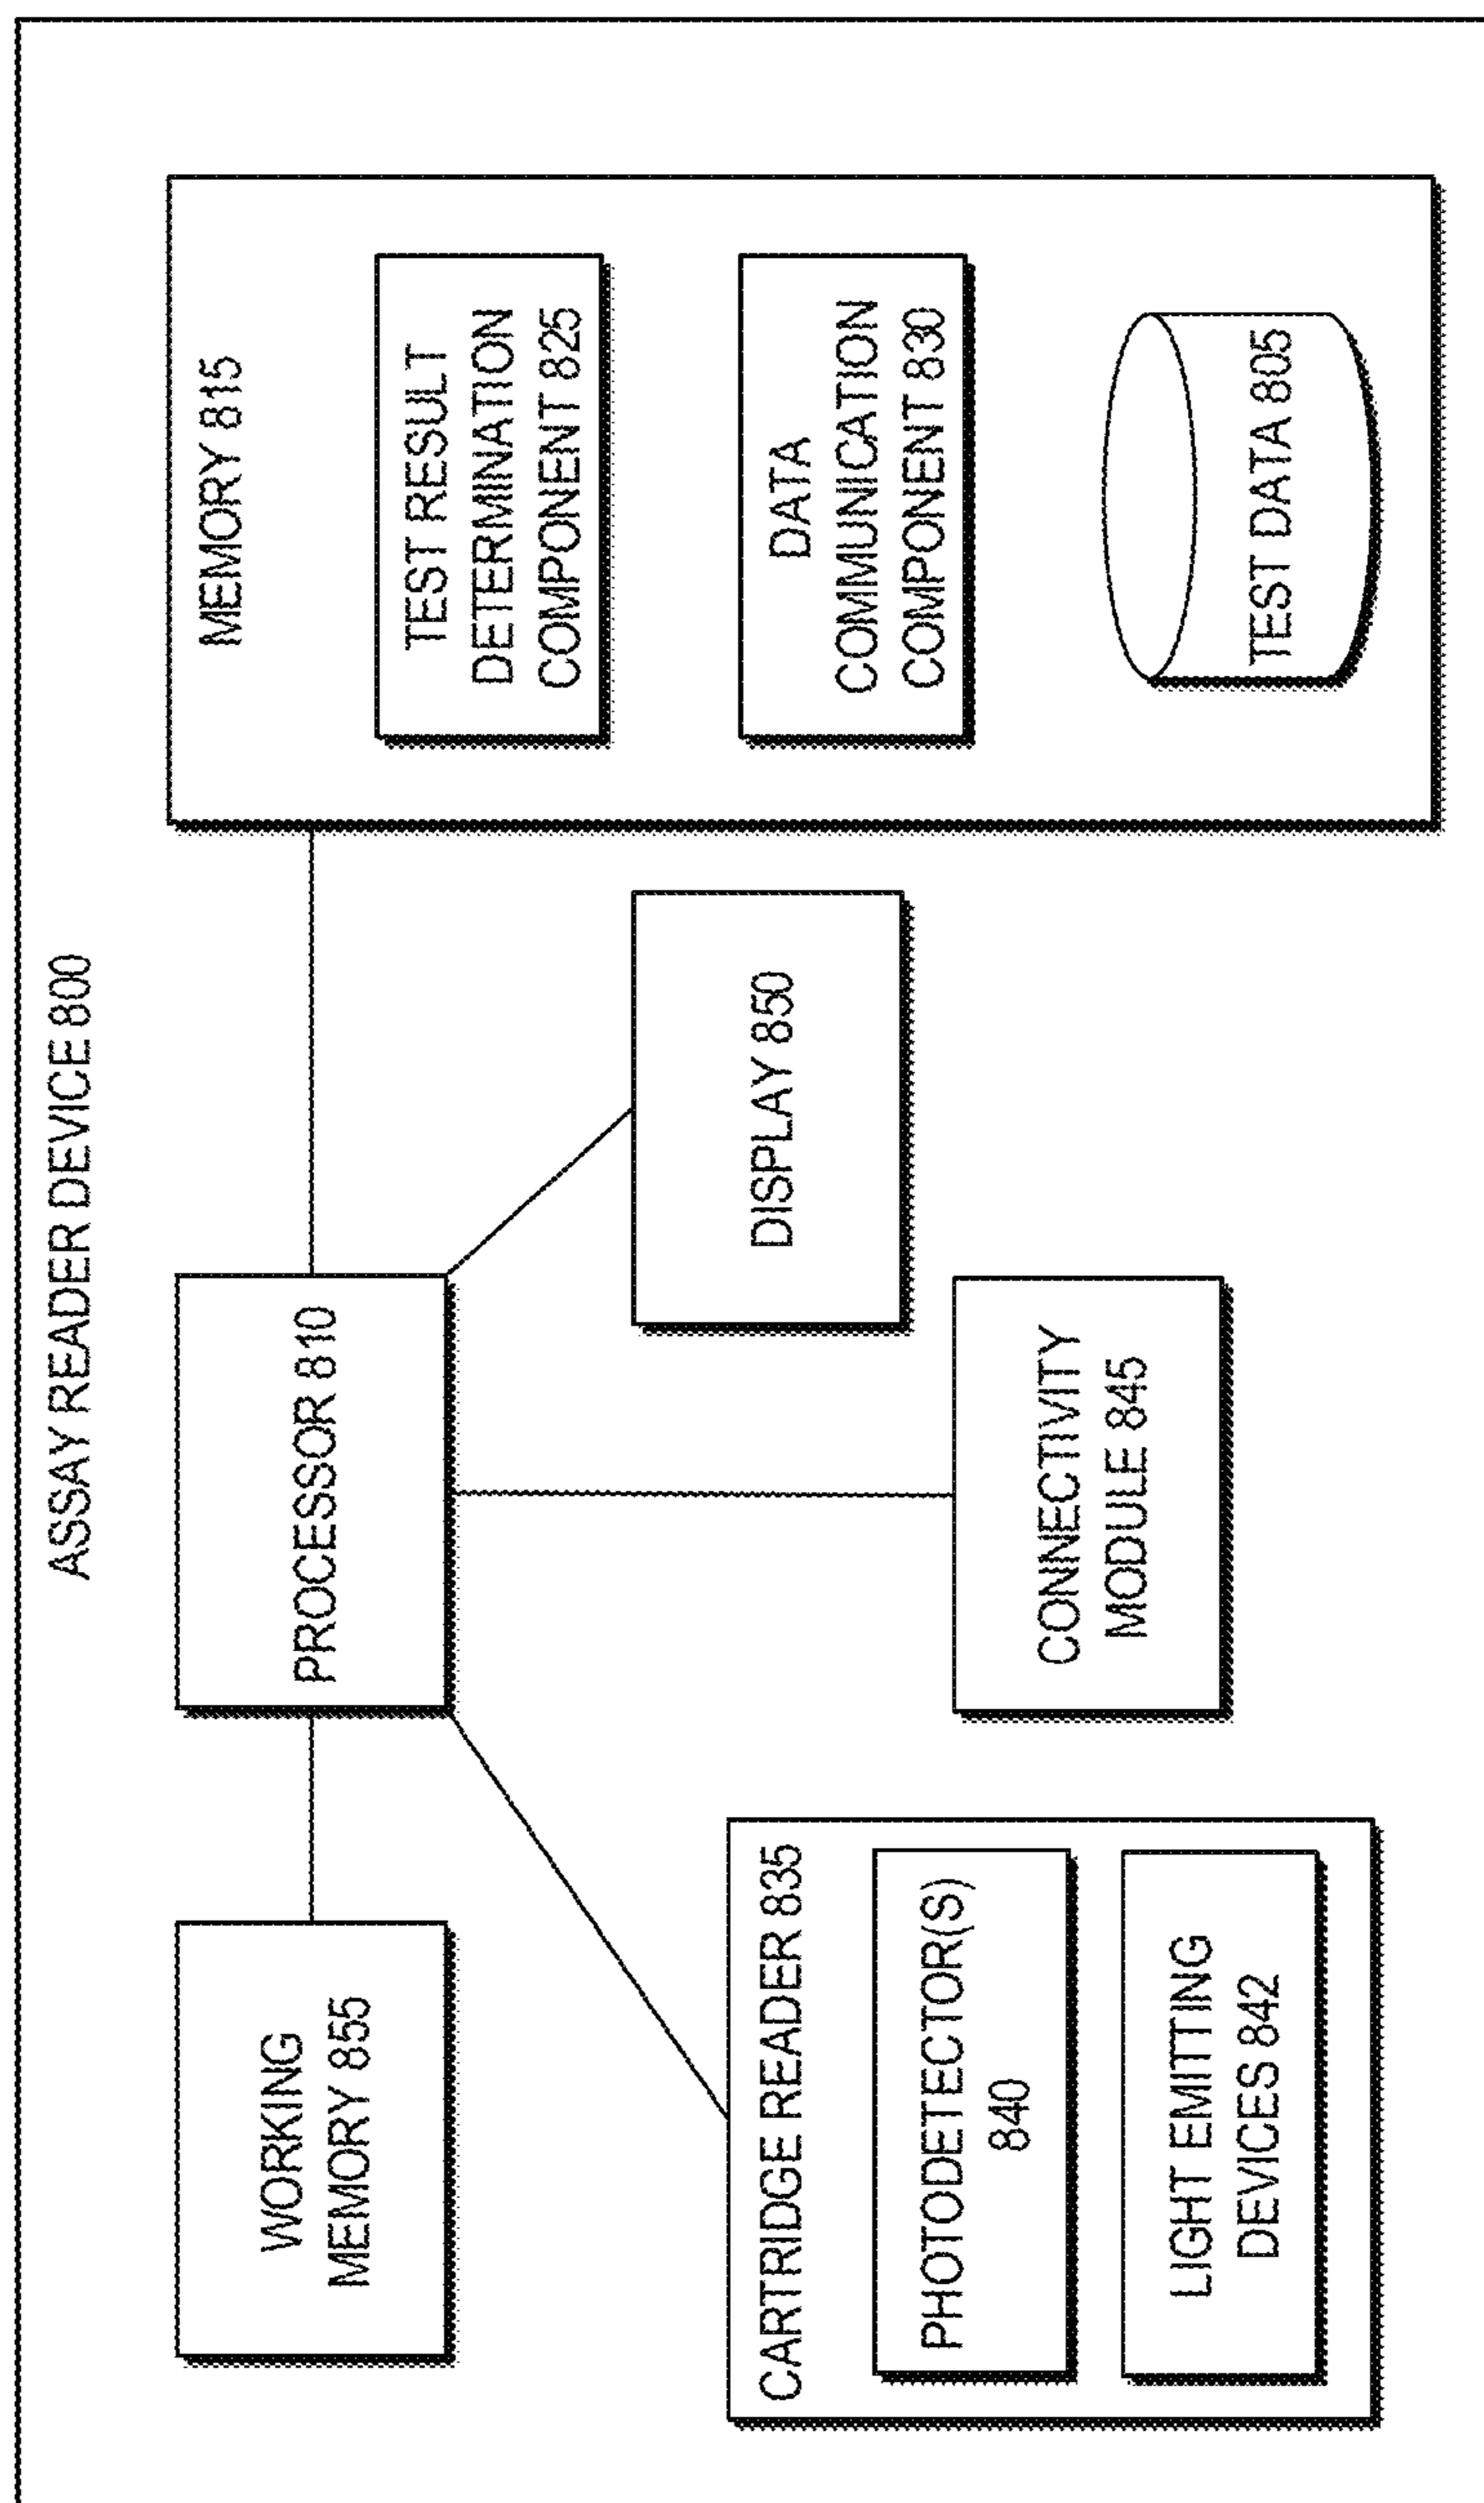 ASSAY READER DEVICE 800
WORKING
MEMORY 855
PROCESSOR 810
MEMORY 815
TEST RESULT
DETERMINATION
COMPONENT 825
DATA
COMMUNICATION
COMPONENT 830
TEST DATA 805
DISPLAY 850
CONNECTIVITY
MODULE 845
CARTRIDGE READER 835
PHOTODETECTOR(S)
840
LIGHT EMITTING
DEVICES 842